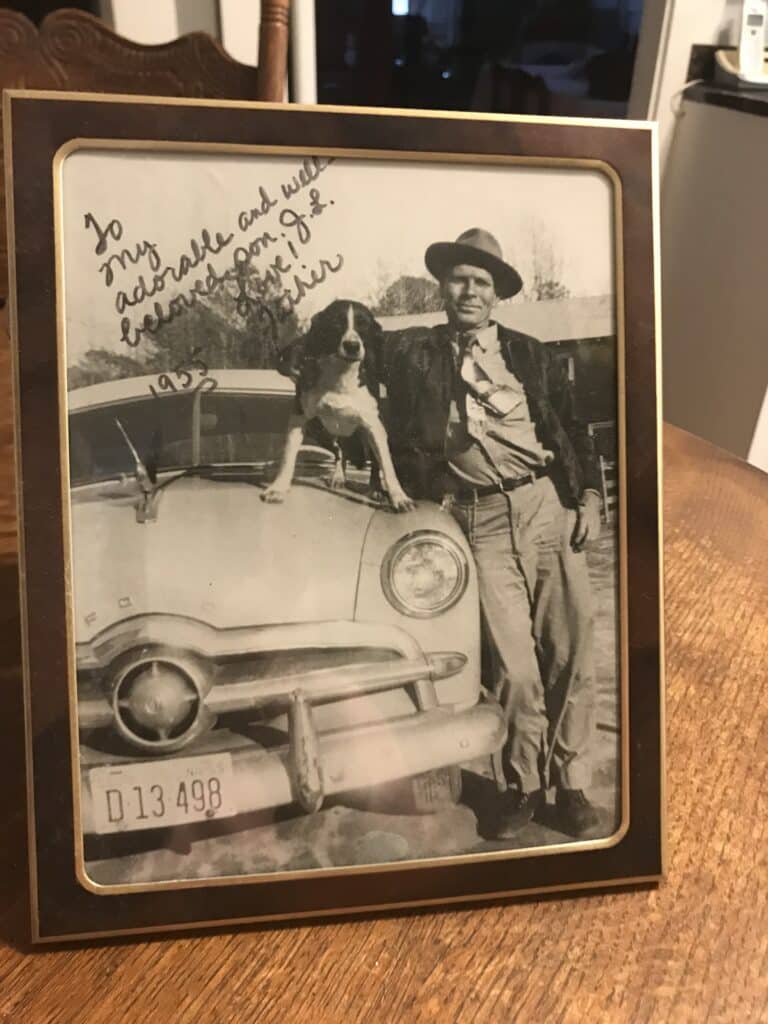 To
My
adorable and well
beloved, son. J.L.
Love,
Father
1955
F O
D 13 498